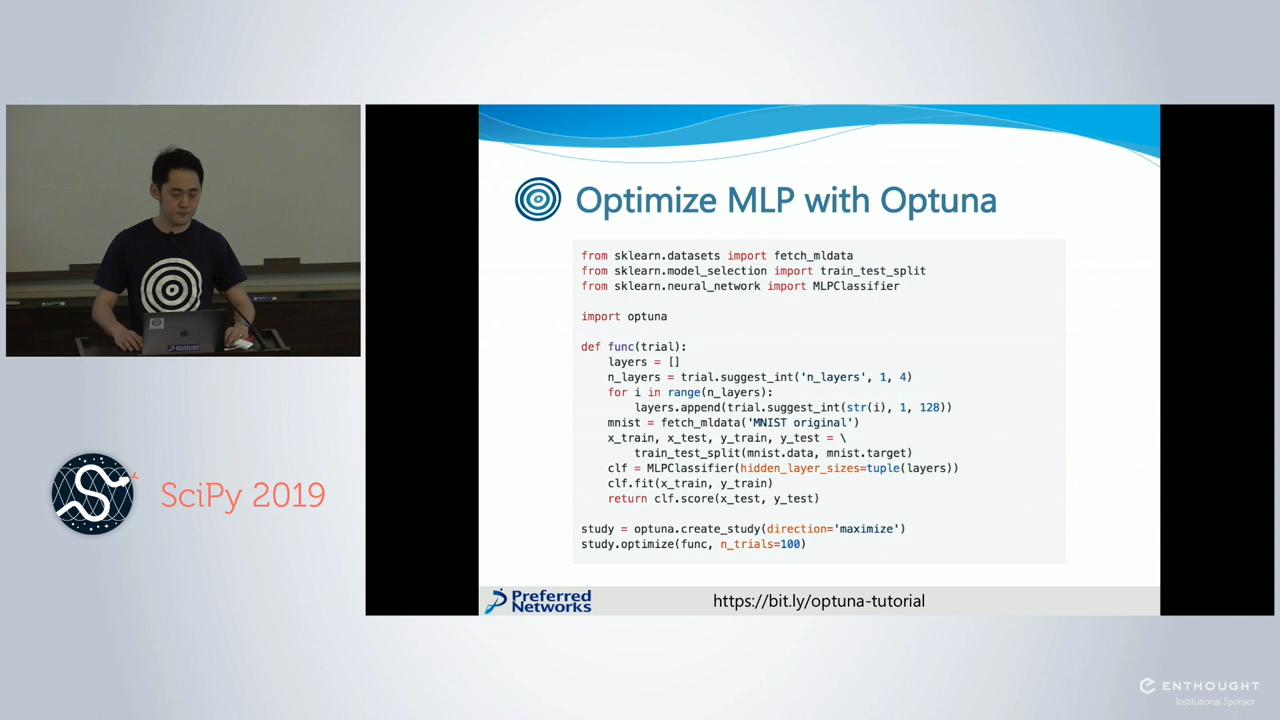 Optimize MLP with Optuna
from sklearn.datasets import fetch_mldata
from sklearn.model_selection import train_test_split
from sklearn.neural_network import MLPClassifier
import optuna
def func(trial):
    layers = []
    n_layers = trial.suggest_int('n_layers', 1, 4)
    for i in range(n_layers):
        layers.append(trial.suggest_int(str(i), 1, 128))
    mnist = fetch_mldata('MNIST original')
    x_train, x_test, y_train, y_test = \
        train_test_split(mnist.data, mnist.target)
    clf = MLPClassifier(hidden_layer_sizes=tuple(layers))
    clf.fit(x_train, y_train)
    return clf.score(x_test, y_test)
study = optuna.create_study(direction='maximize')
study.optimize(func, n_trials=100)
Preferred
Networks
https://bit.ly/optuna-tutorial
SciPy 2019
ENTHOUGHT
Institutional Sponsor